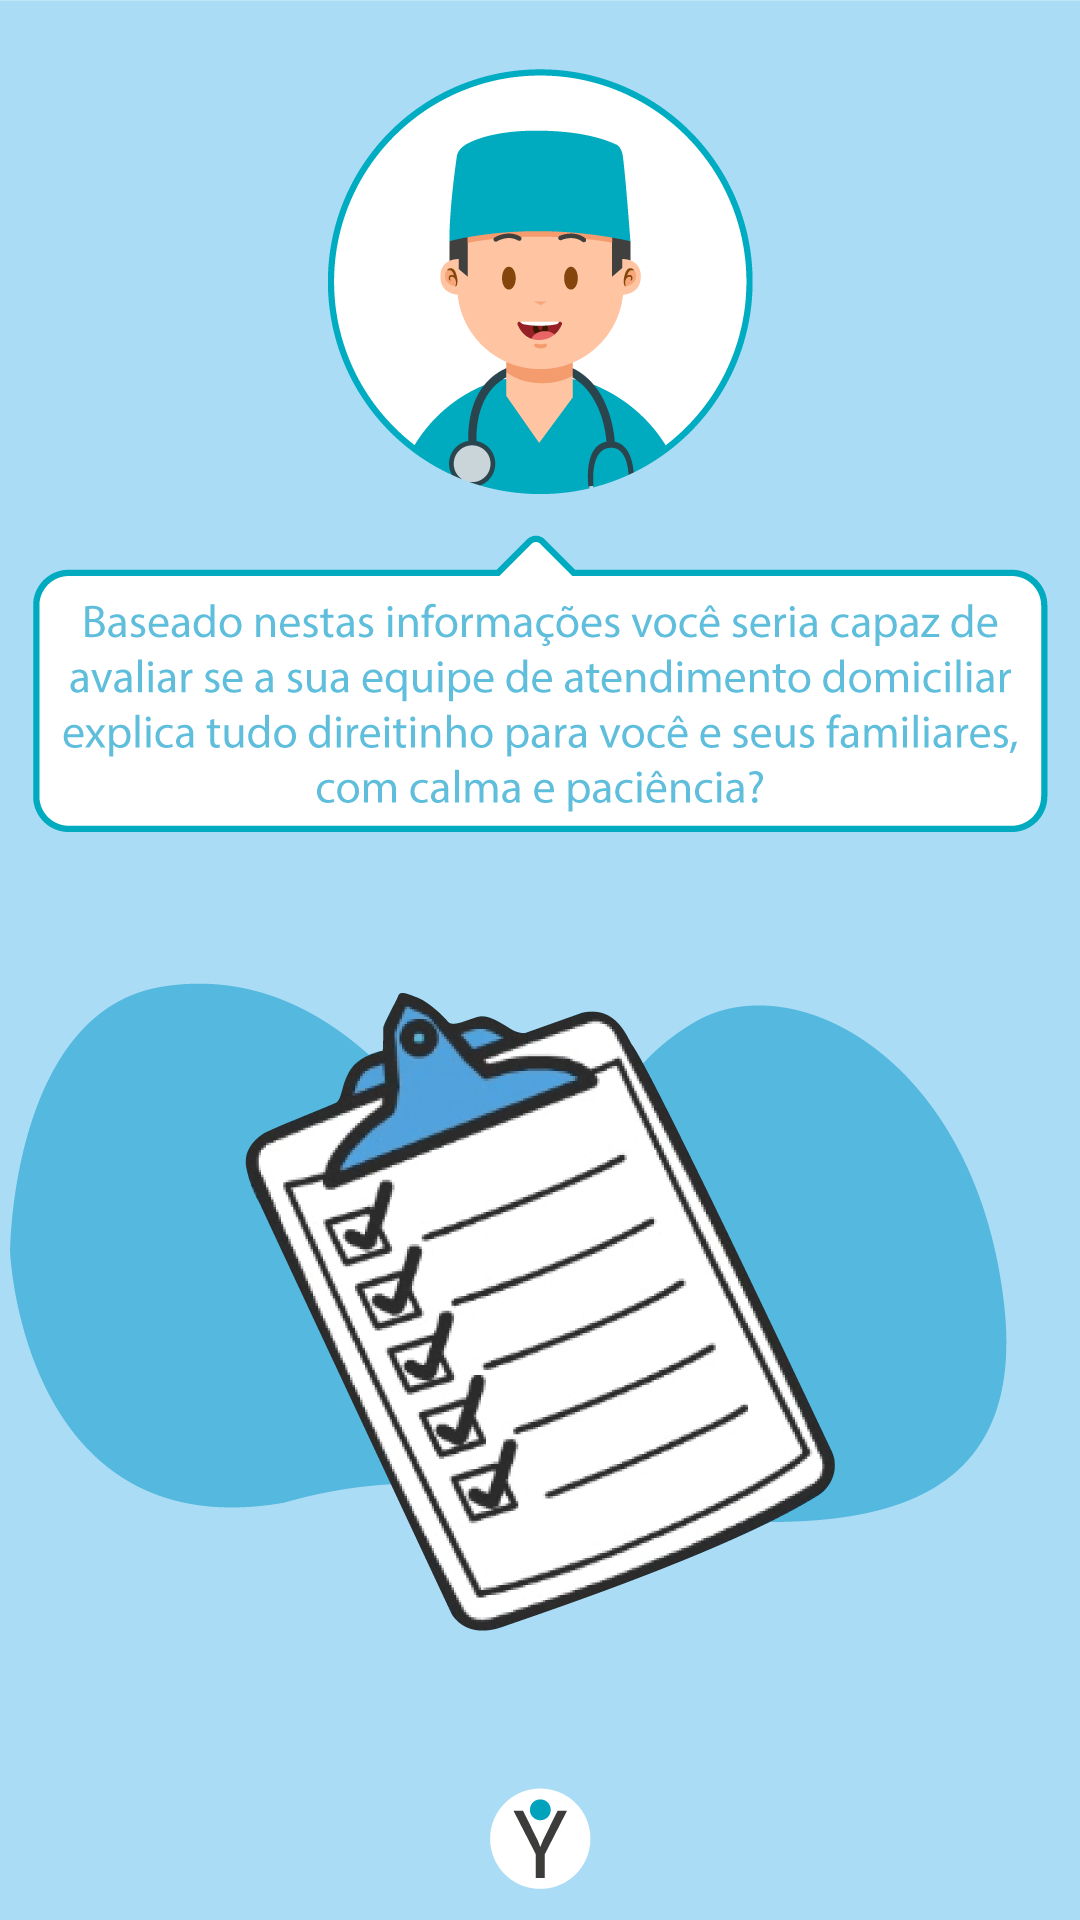 Baseado nestas informações você seria capaz de
avaliar se a sua equipe de atendimento domiciliar
explica tudo direitinho para você e seus familiares,
com calma e paciência?
Y